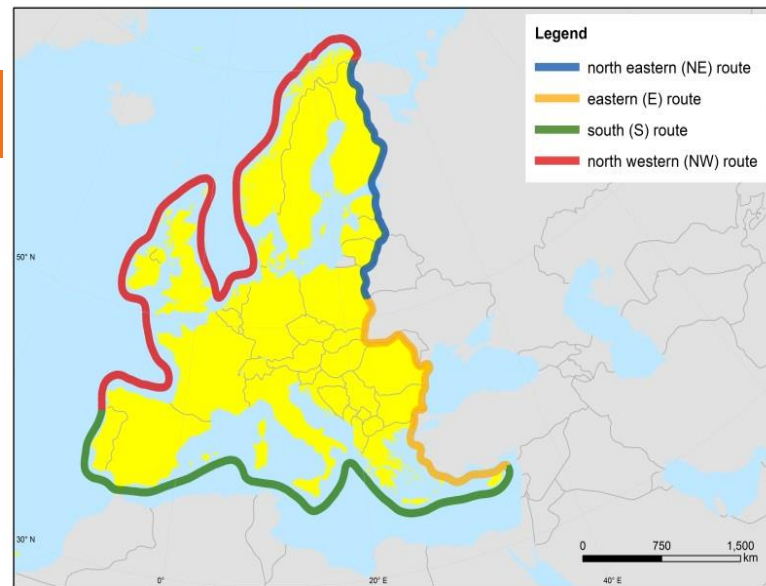 Legend
north eastern (NE) route
eastern (E) route
south (S) route
north western (NW) route
50° N
30° N
0°
20° E
40° E
0 750 1,500
km